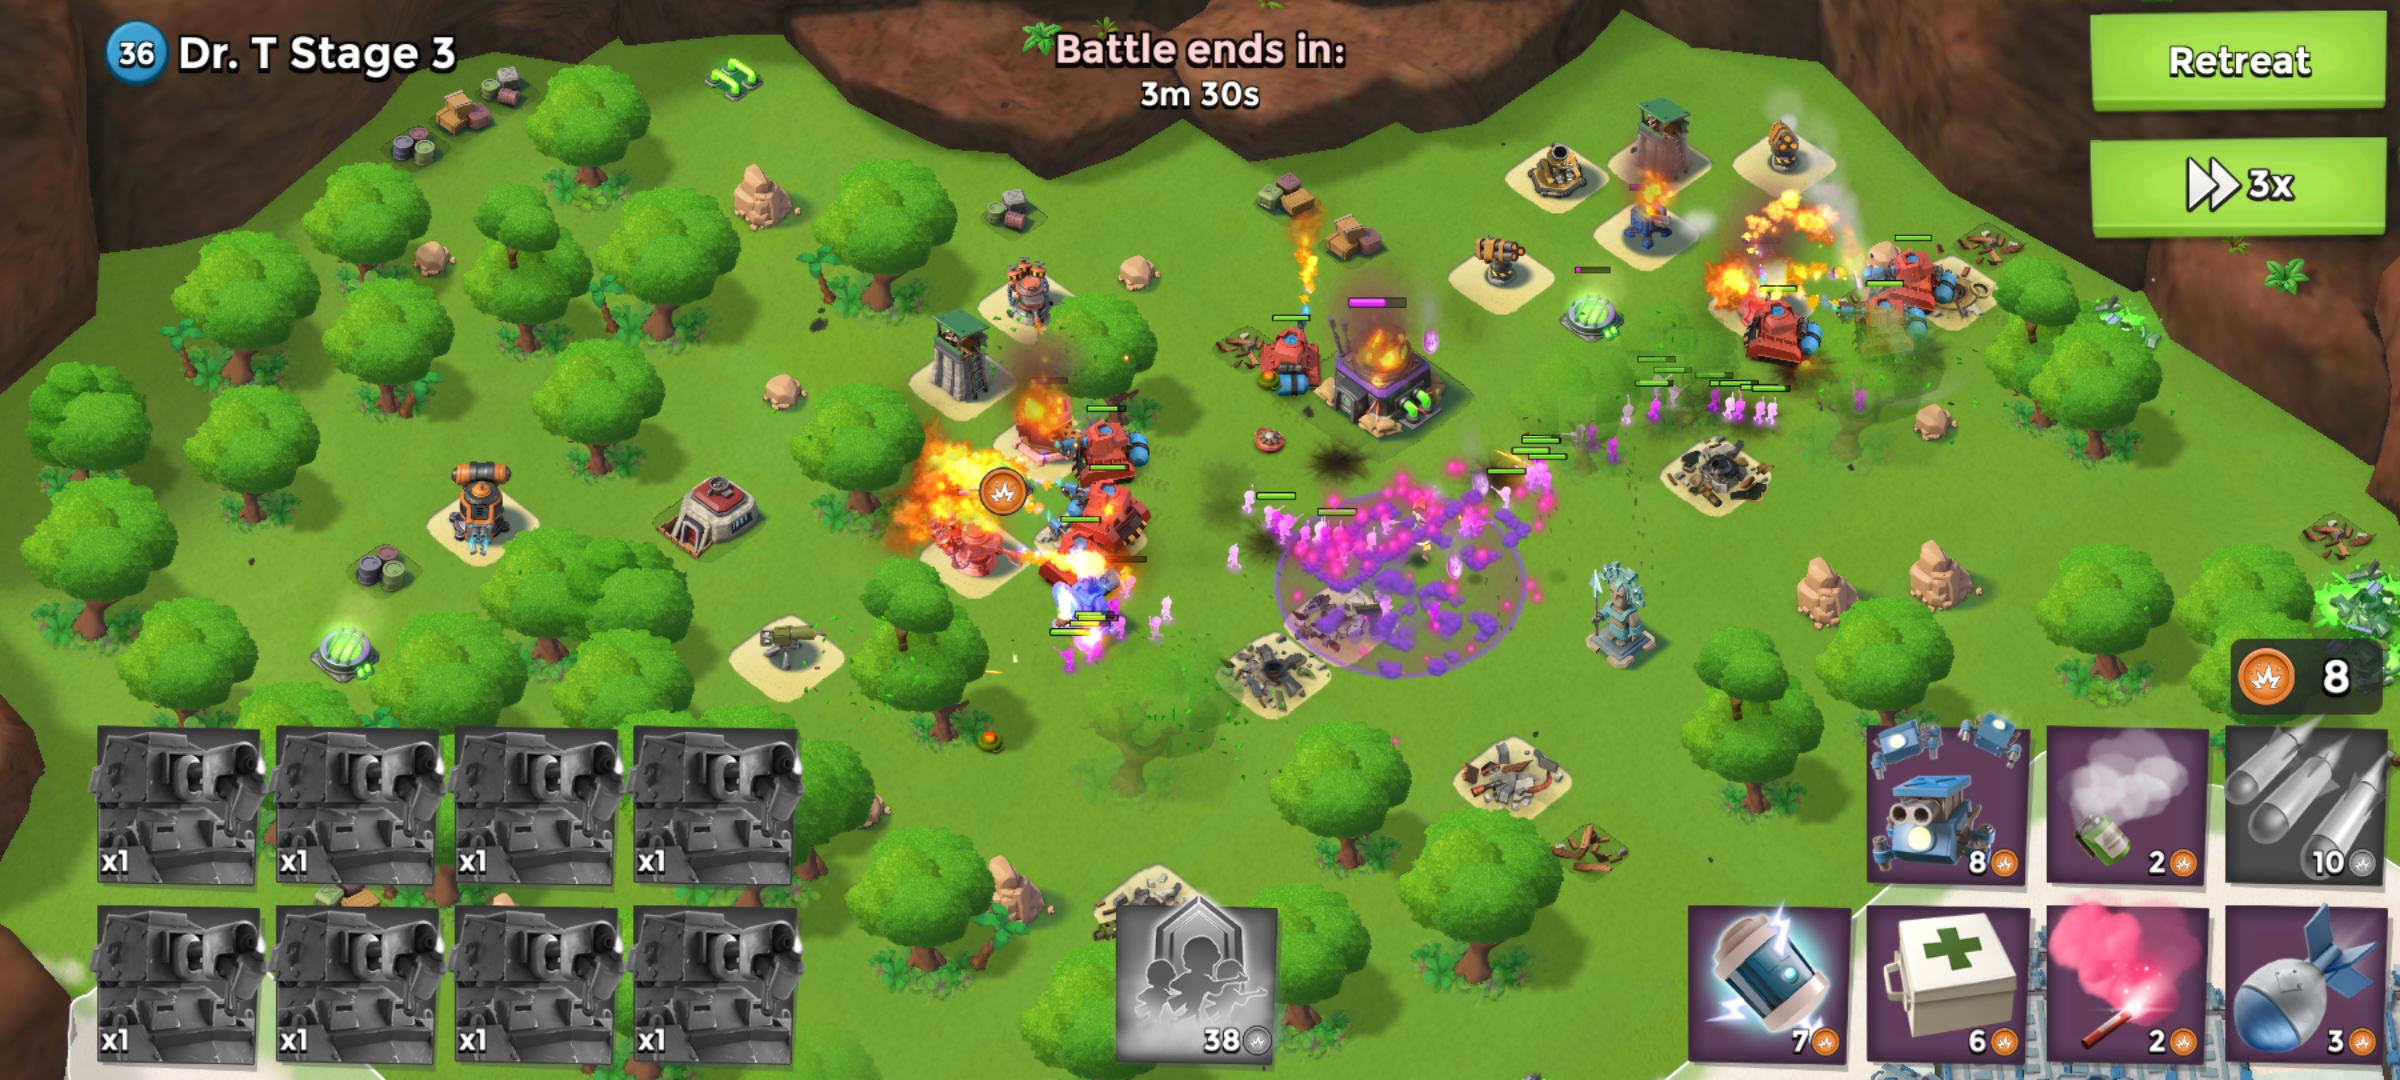 36 Dr. T Stage 3
Battle ends in:
3m 30s
Retreat
3x
8
x1 x1 x1 x1
8 2 10
x1 x1 x1 x1
38
7 6 2 3